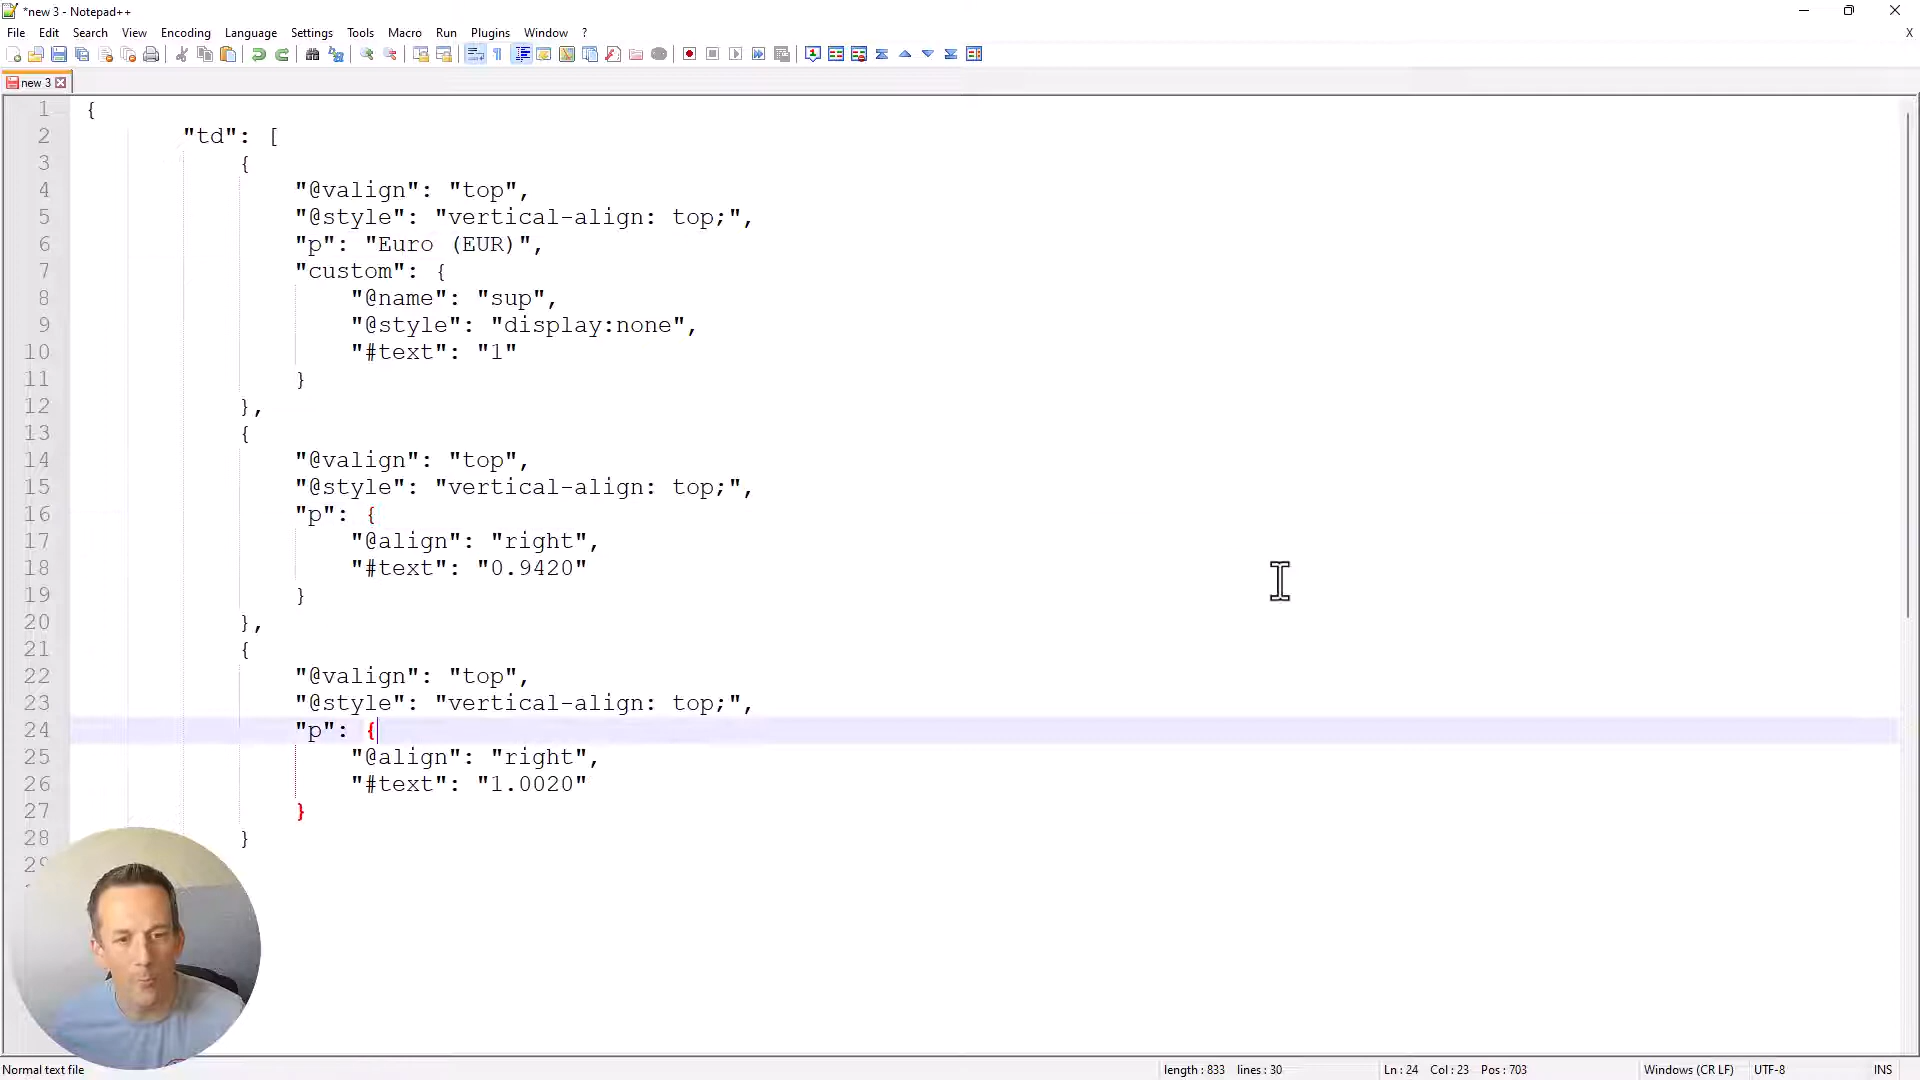 *new 3 - Notepad++
File Edit Search View Encoding Language Settings Tools Macro Run Plugins Window ? X
new 3
1 {
2 "td": [
3 {
4 "@valign": "top",
5 "@style": "vertical-align: top;",
6 "p": "Euro (EUR)",
7 "custom": {
8 "@name": "sup",
9 "@style": "display:none",
10 "#text": "1"
11 }
12 },
13 {
14 "@valign": "top",
15 "@style": "vertical-align: top;",
16 "p": {
17 "@align": "right",
18 "#text": "0.9420"
19 }
20 },
21 {
22 "@valign": "top",
23 "@style": "vertical-align: top;",
24 "p": {
25 "@align": "right",
26 "#text": "1.0020"
27 }
28 }
29
Normal text file length : 833 lines : 30 Ln : 24 Col : 23 Pos : 703 Windows (CR LF) UTF-8 INS